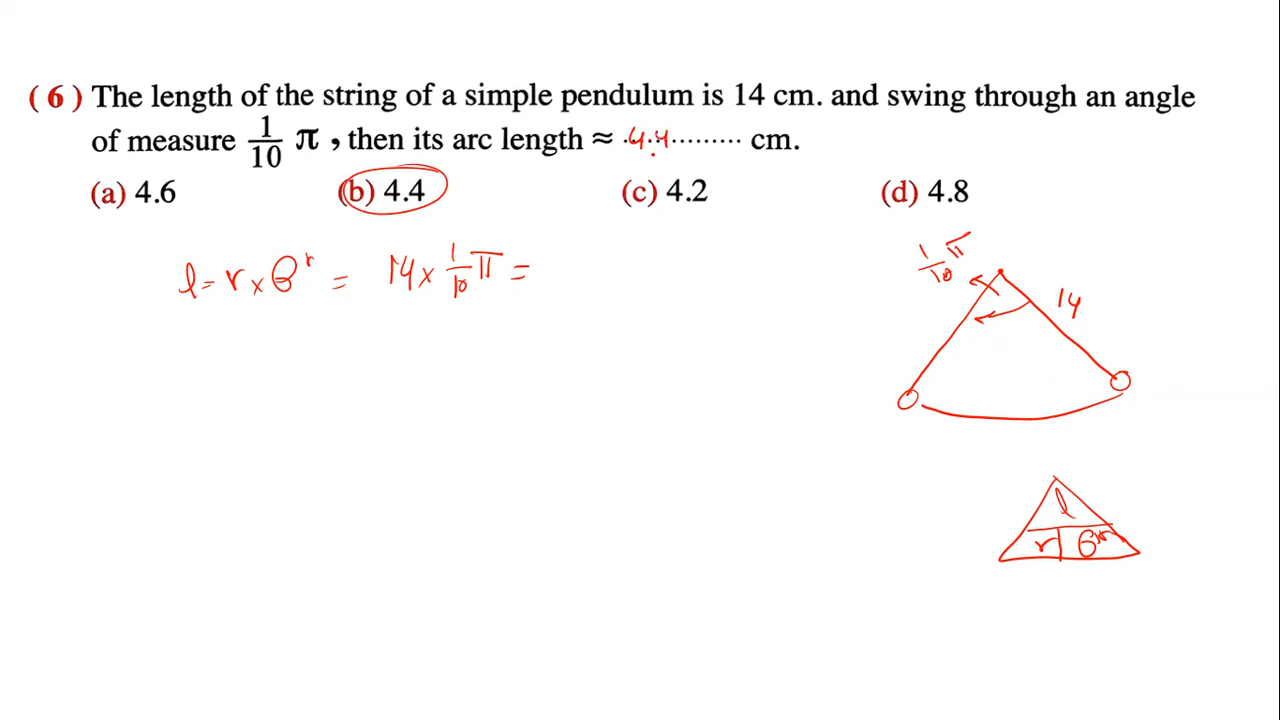 ( 6 ) The length of the string of a simple pendulum is 14 cm. and swing through an angle
of measure 1/10 π , then its arc length ≈ .4.4......... cm.
(a) 4.6 (b) 4.4 (c) 4.2 (d) 4.8
l = r × θʳ = 14 × 1/10 π =
1/10 π
14
l
r θʳ